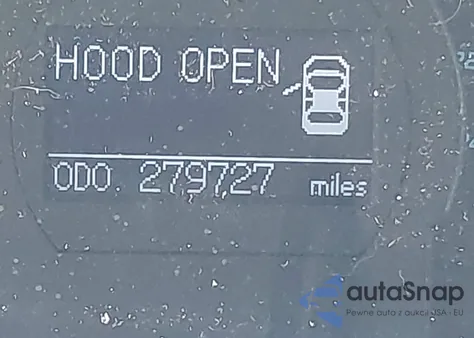 HOOD OPEN
ODO 279727 miles
autaSnap
Pewne auta z aukcji USA i EU